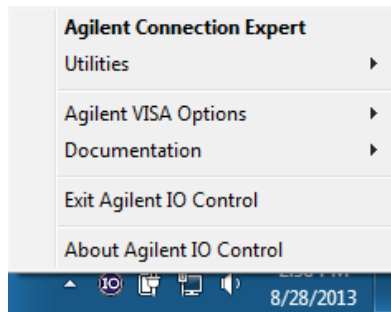 Agilent Connection Expert
Utilities
Agilent VISA Options
Documentation
Exit Agilent IO Control
About Agilent IO Control
IO
8/28/2013